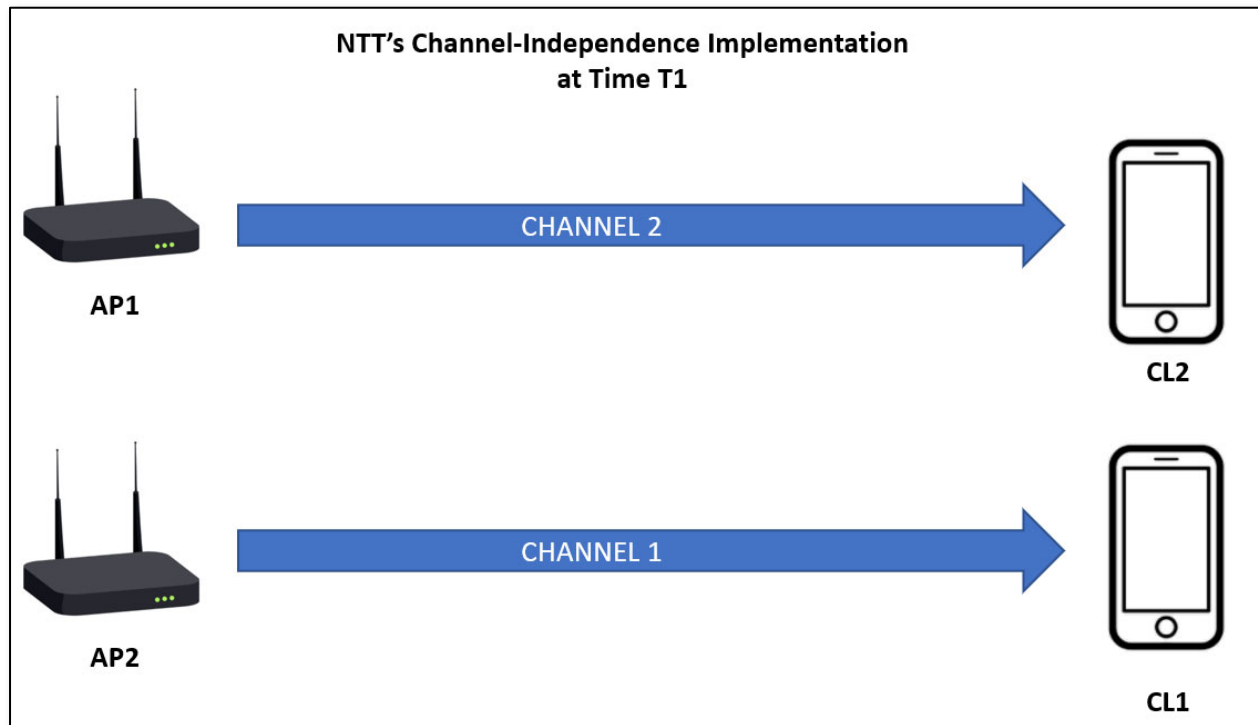 NTT’s Channel-Independence Implementation
at Time T1
CHANNEL 2
AP1
CL2
CHANNEL 1
AP2
CL1